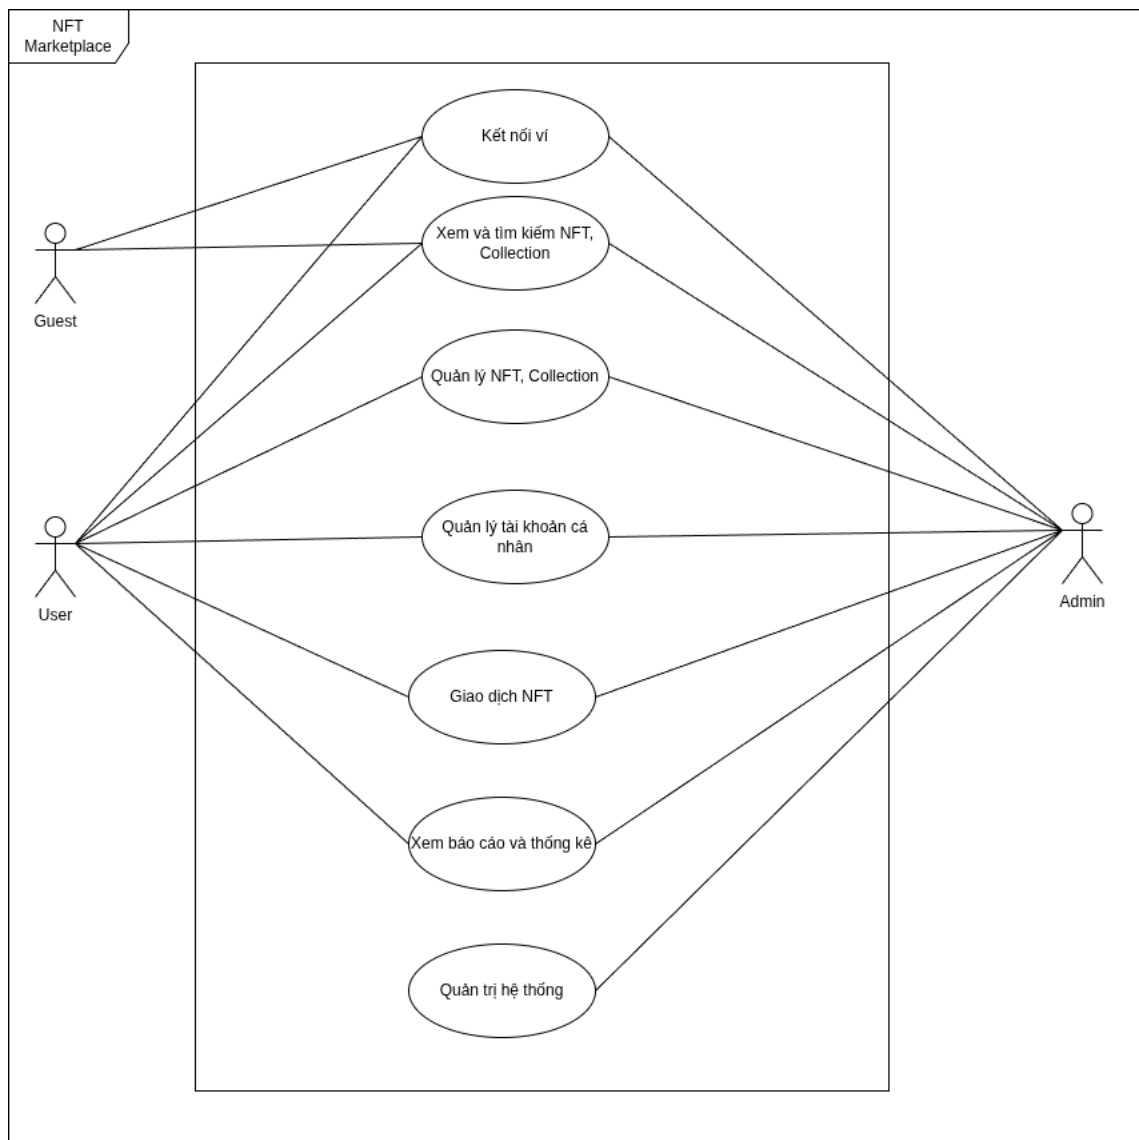 NFT
Marketplace
Kết nối ví
Xem và tìm kiếm NFT,
Collection
Guest
Quản lý NFT, Collection
Quản lý tài khoản cá
nhân
User
Admin
Giao dịch NFT
Xem báo cáo và thống kê
Quản trị hệ thống